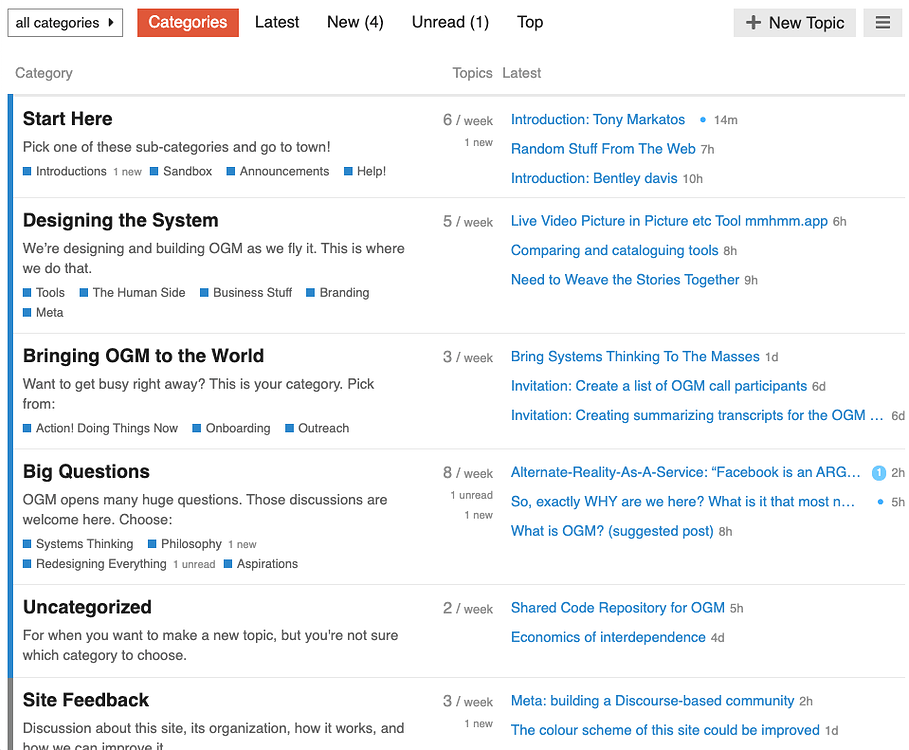 all categories
Categories
Latest
New (4)
Unread (1)
Top
New Topic
Category
Topics
Latest
Start Here
Pick one of these sub-categories and go to town!
Introductions 1 new Sandbox Announcements Help!
6 / week
1 new
Introduction: Tony Markatos 14m
Random Stuff From The Web 7h
Introduction: Bentley davis 10h
Designing the System
We're designing and building OGM as we fly it. This is where
we do that.
Tools The Human Side Business Stuff Branding
Meta
5 / week
Live Video Picture in Picture etc Tool mmhmm.app 6h
Comparing and cataloguing tools 8h
Need to Weave the Stories Together 9h
Bringing OGM to the World
Want to get busy right away? This is your category. Pick
from:
Action! Doing Things Now Onboarding Outreach
3 / week
Bring Systems Thinking To The Masses 1d
Invitation: Create a list of OGM call participants 6d
Invitation: Creating summarizing transcripts for the OGM … 6d
Big Questions
OGM opens many huge questions. Those discussions are
welcome here. Choose:
Systems Thinking Philosophy 1 new
Redesigning Everything 1 unread Aspirations
8 / week
1 unread
1 new
Alternate-Reality-As-A-Service: “Facebook is an ARG… 1 2h
So, exactly WHY are we here? What is it that most n… 5h
What is OGM? (suggested post) 8h
Uncategorized
For when you want to make a new topic, but you're not sure
which category to choose.
2 / week
Shared Code Repository for OGM 5h
Economics of interdependence 4d
Site Feedback
Discussion about this site, its organization, how it works, and
how we can improve it.
3 / week
1 new
Meta: building a Discourse-based community 2h
The colour scheme of this site could be improved 1d